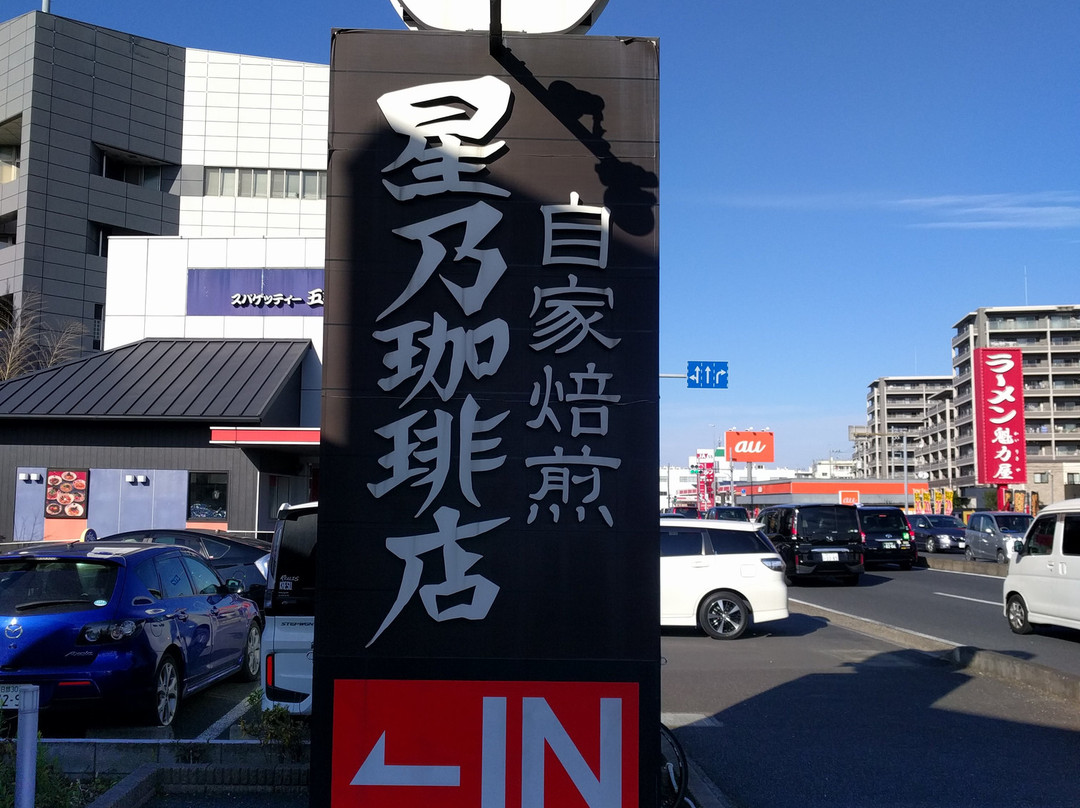 星乃珈琲店
自家焙煎
IN
スパゲッティー 五
au
ラーメン 魁力屋